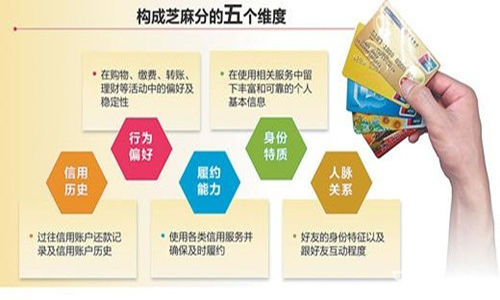 构成芝麻分的五个维度
在购物、缴费、转账、
理财等活动中的偏好及
稳定性
在使用相关服务中留
下丰富和可靠的个人
基本信息
信用
历史
行为
偏好
履约
能力
身份
特质
人脉
关系
过往信用账户还款记
录及信用账户历史
使用各类信用服务并
确保及时履约
好友的身份特征以及
跟好友互动程度